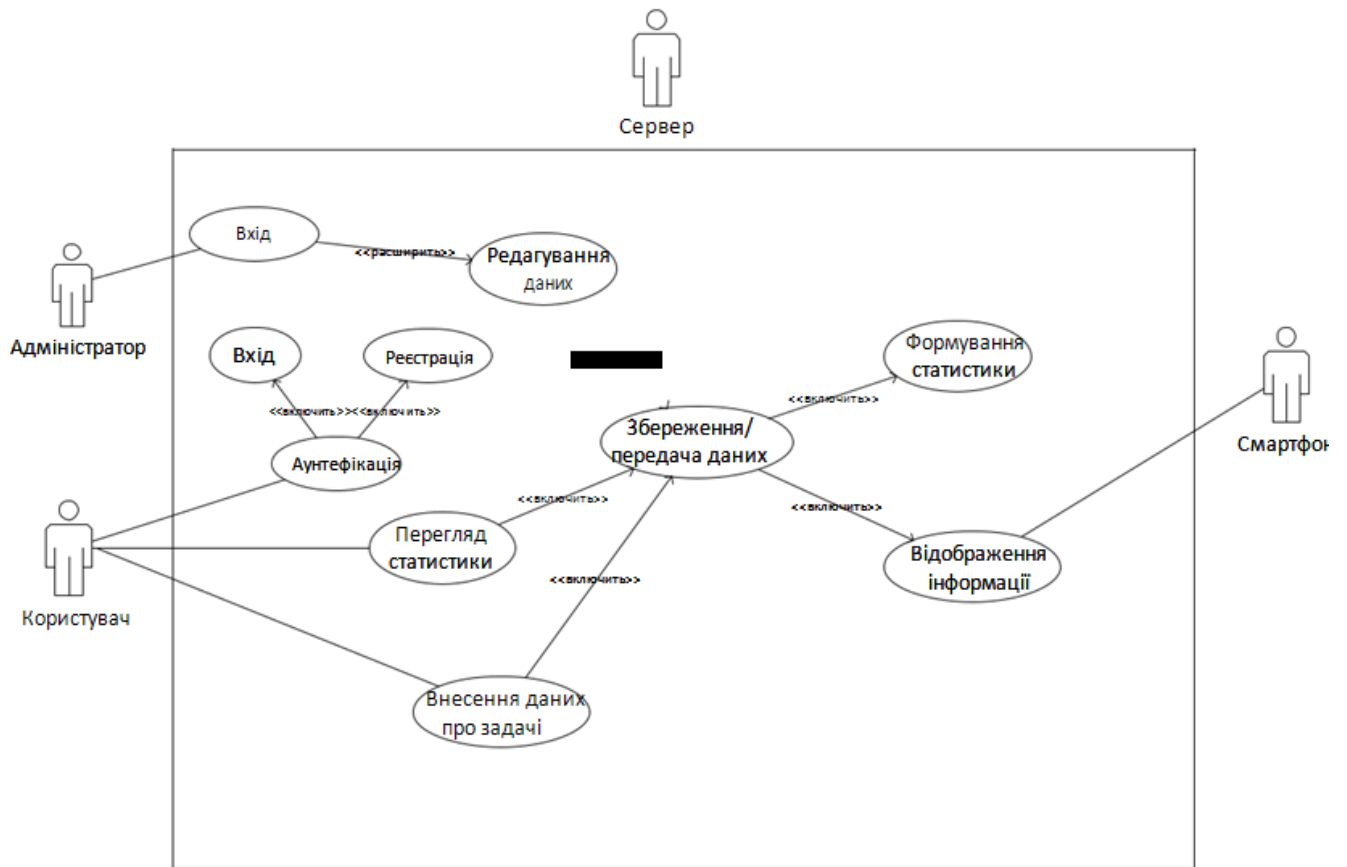 Сервер
Вхід
<<расширить>>
Редагування
даних
Адміністратор
Вхід
Реєстрація
<<включить>>
<<включить>>
Аунтефікація
Формування
статистики
<<включить>>
Збереження/
передача даних
Смартфон
<<включить>>
<<включить>>
Перегляд
статистики
Відображення
інформації
<<включить>>
Користувач
Внесення даних
про задачі